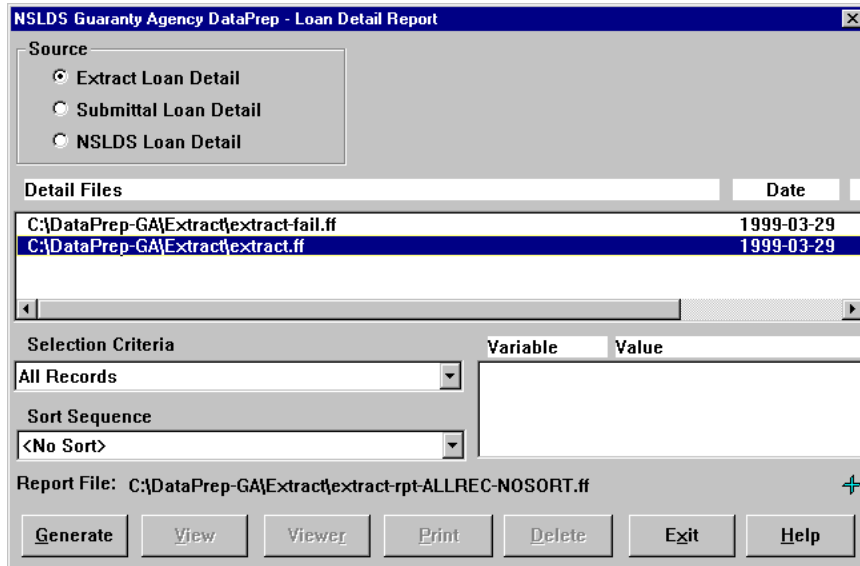 NSLDS Guaranty Agency DataPrep - Loan Detail Report
Source
Extract Loan Detail
Submittal Loan Detail
NSLDS Loan Detail
Detail Files Date
C:\DataPrep-GA\Extract\extract-fail.ff 1999-03-29
C:\DataPrep-GA\Extract\extract.ff 1999-03-29
Selection Criteria Variable Value
All Records
Sort Sequence
<No Sort>
Report File: C:\DataPrep-GA\Extract\extract-rpt-ALLREC-NOSORT.ff
Generate View Viewer Print Delete Exit Help